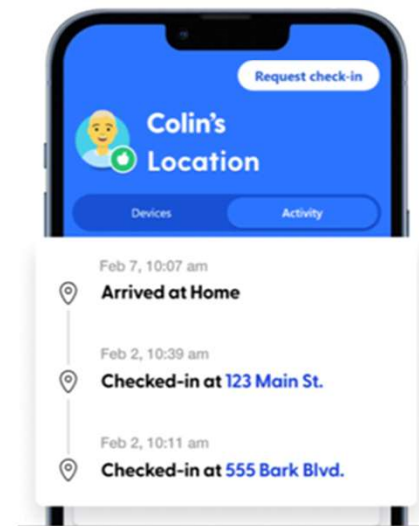 Request check-in
Colin's
Location
Devices
Activity
Feb 7, 10:07 am
Arrived at Home
Feb 2, 10:39 am
Checked-in at 123 Main St.
Feb 2, 10:11 am
Checked-in at 555 Bark Blvd.